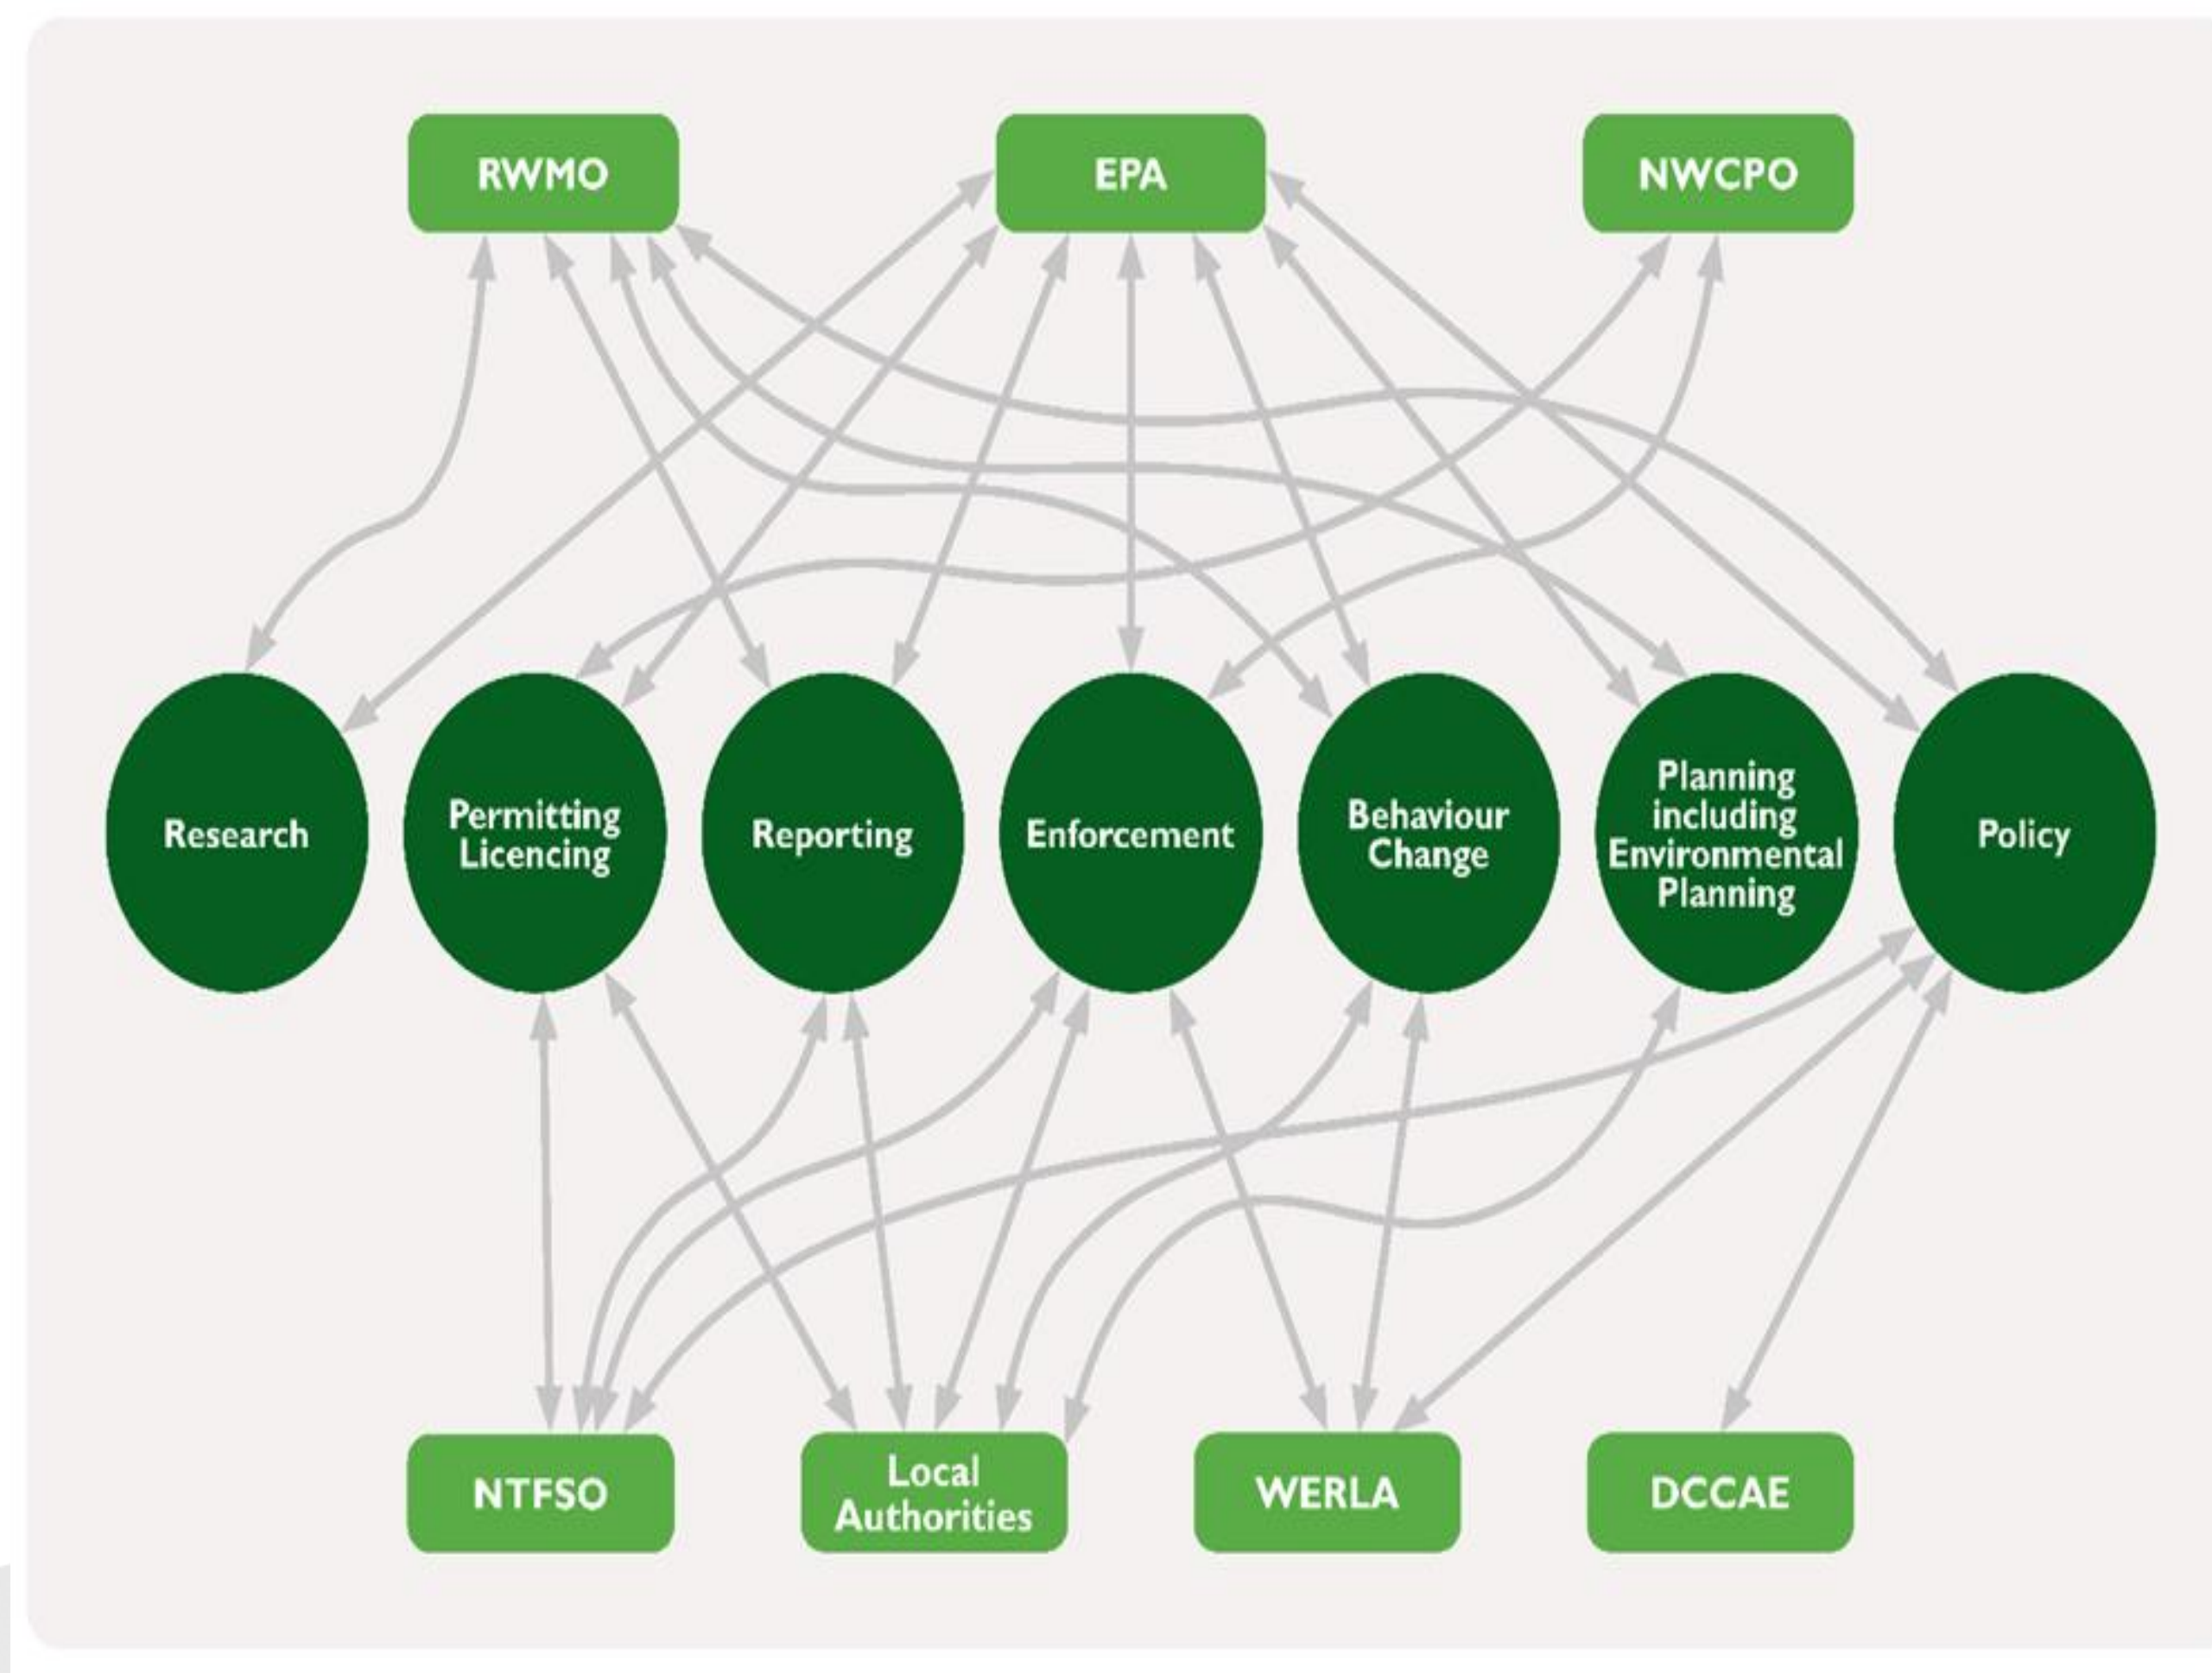 RWMO
EPA
NWCPO
Research
Permitting
Licencing
Reporting
Enforcement
Behaviour
Change
Planning
including
Environmental
Planning
Policy
NTFSO
Local
Authorities
WERLA
DCCAE